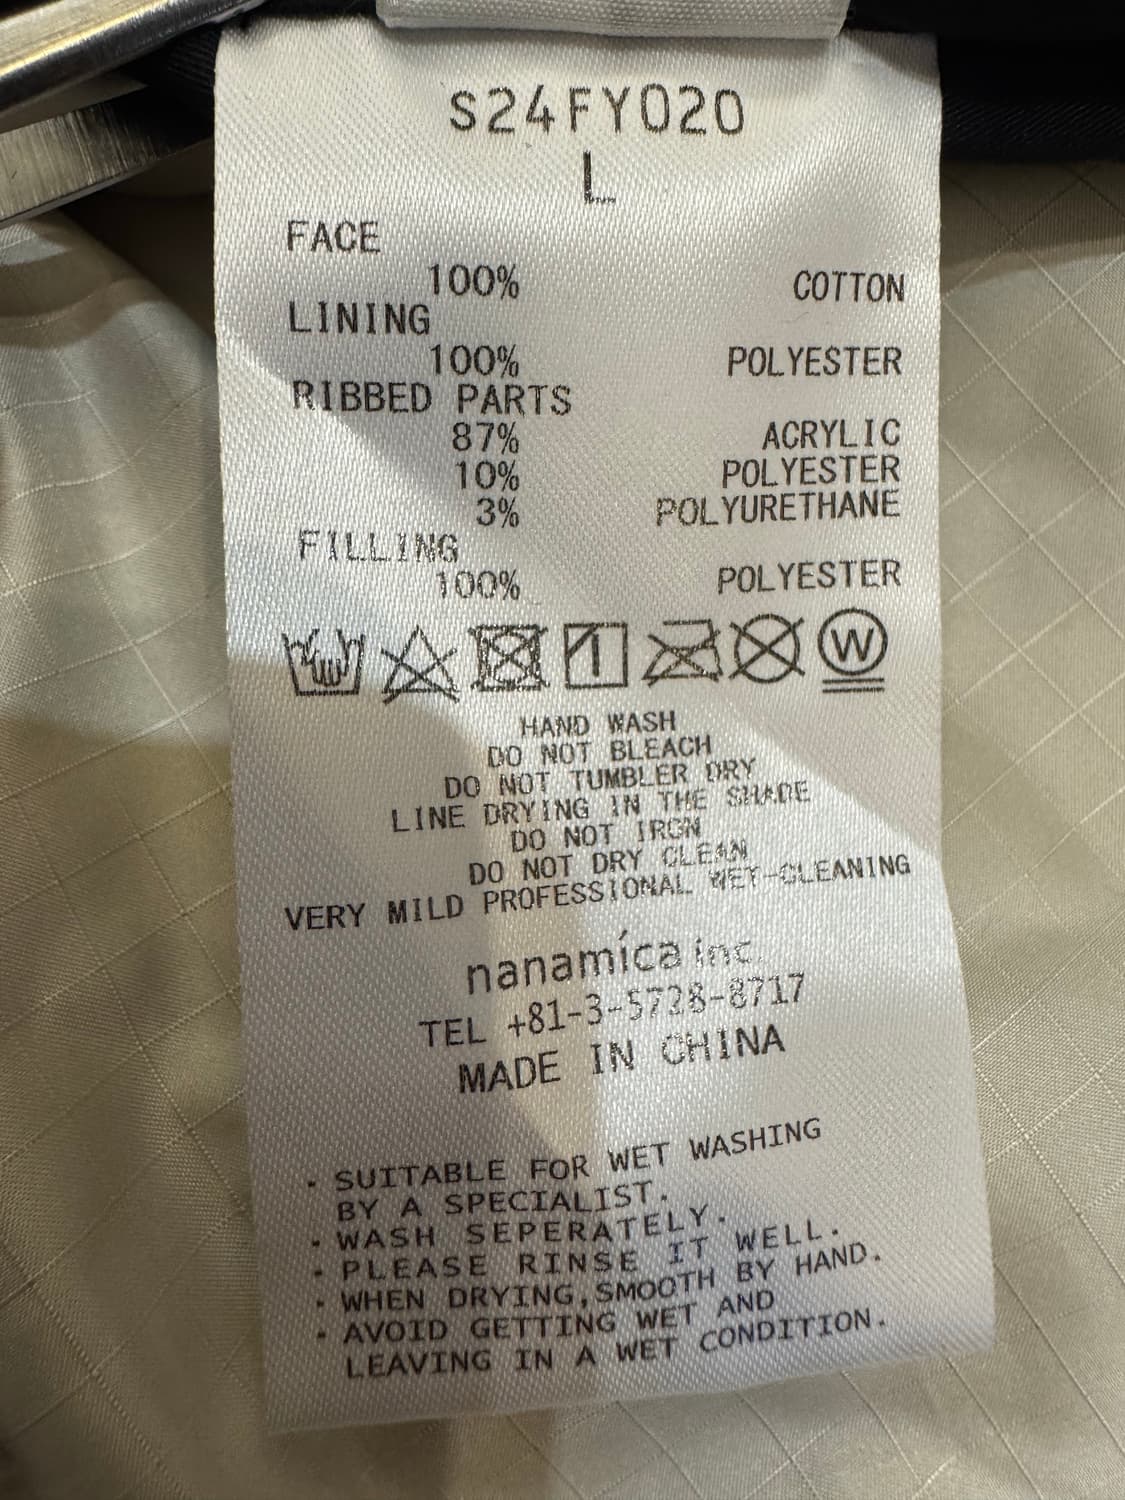 S24FY020
L
FACE
100% COTTON
LINING
100% POLYESTER
RIBBED PARTS
87% ACRYLIC
10% POLYESTER
3% POLYURETHANE
FILLING
100% POLYESTER
W
HAND WASH
DO NOT BLEACH
DO NOT TUMBLER DRY
LINE DRYING IN THE SHADE
DO NOT IRON
DO NOT DRY CLEAN
VERY MILD PROFESSIONAL WET-CLEANING
nanamíca inc.
TEL +81-3-5728-8717
MADE IN CHINA
· SUITABLE FOR WET WASHING
BY A SPECIALIST.
· WASH SEPERATELY.
· PLEASE RINSE IT WELL.
· WHEN DRYING,SMOOTH BY HAND.
· AVOID GETTING WET AND
LEAVING IN A WET CONDITION.